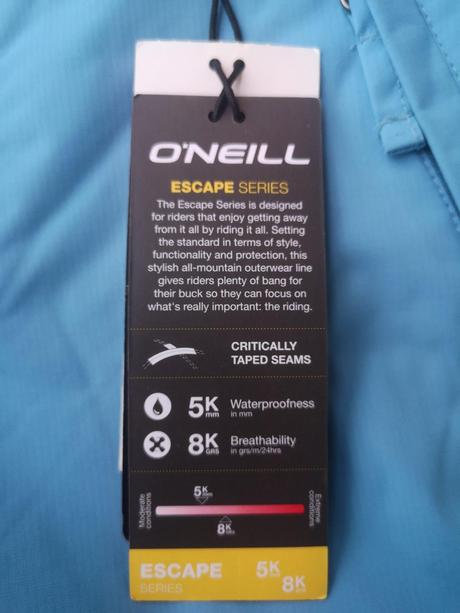 O'NEILL
ESCAPE SERIES
The Escape Series is designed
for riders that enjoy getting away
from it all by riding it all. Setting
the standard in terms of style,
functionality and protection, this
stylish all-mountain outerwear line
gives riders plenty of bang for
their buck so they can focus on
what's really important: the riding.
CRITICALLY
TAPED SEAMS
5K mm Waterproofness
in mm
8K GRS Breathability
in grs/m/24hrs
Moderate
conditions
5K
8K
Extreme
conditions
ESCAPE
SERIES
5K
8K